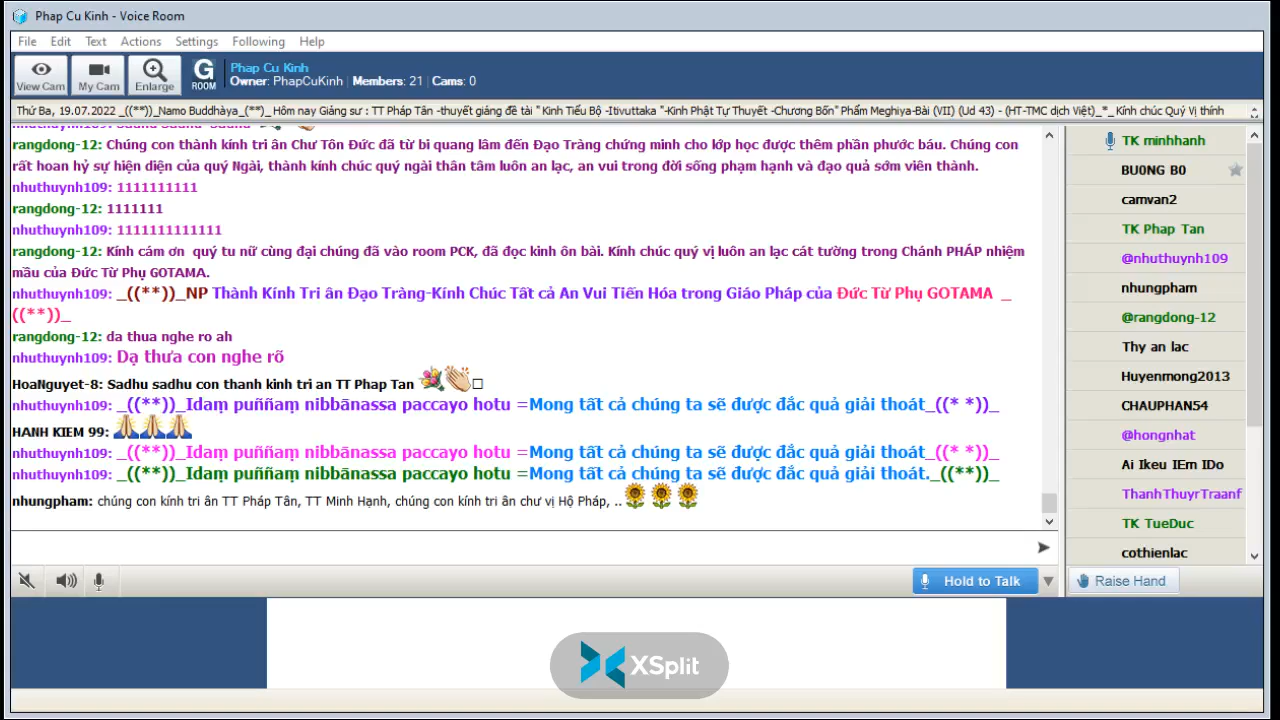 Phap Cu Kinh - Voice Room
File Edit Text Actions Settings Following Help
View Cam My Cam Enlarge G ROOM
Phap Cu Kinh
Owner: PhapCuKinh | Members: 21 | Cams: 0
Thứ Ba, 19.07.2022 _((**))_Namo Buddhàya_(**)_ Hôm nay Giảng sư : TT Pháp Tân -thuyết giảng đề tài " Kinh Tiểu Bộ -Itivuttaka "-Kinh Phật Tự Thuyết -Chương Bốn" Phẩm Meghiya-Bài (VII) (Ud 43) - (HT-TMC dịch Việt)_*_ Kính chúc Quý Vị thính
rangdong-12: Chúng con thành kính tri ân Chư Tôn Đức đã từ bi quang lâm đến Đạo Tràng chứng minh cho lớp học được thêm phần phước báu. Chúng con
rất hoan hỷ sự hiện diện của quý Ngài, thành kính chúc quý ngài thân tâm luôn an lạc, an vui trong đời sống phạm hạnh và đạo quả sớm viên thành.
nhuthuynh109: 1111111111
rangdong-12: 1111111
nhuthuynh109: 1111111111111
rangdong-12: Kính cám ơn quý tu nữ cùng đại chúng đã vào room PCK, đã đọc kinh ôn bài. Kính chúc quý vị luôn an lạc cát tường trong Chánh PHÁP nhiệm
mầu của Đức Từ Phụ GOTAMA.
nhuthuynh109: _((**))_NP Thành Kính Tri ân Đạo Tràng-Kính Chúc Tất cả An Vui Tiến Hóa trong Giáo Pháp của Đức Từ Phụ GOTAMA _
((**))_
rangdong-12: da thua nghe ro ah
nhuthuynh109: Dạ thưa con nghe rõ
HoaNguyet-8: Sadhu sadhu con thanh kinh tri an TT Phap Tan
nhuthuynh109: _((**))_Idaṃ puññaṃ nibbānassa paccayo hotu =Mong tất cả chúng ta sẽ được đắc quả giải thoát_((* *))_
HANH KIEM 99:
nhuthuynh109: _((**))_Idaṃ puññaṃ nibbānassa paccayo hotu =Mong tất cả chúng ta sẽ được đắc quả giải thoát_((* *))_
nhuthuynh109: _((**))_Idaṃ puññaṃ nibbānassa paccayo hotu =Mong tất cả chúng ta sẽ được đắc quả giải thoát._((**))_
nhungpham: chúng con kính tri ân TT Pháp Tân, TT Minh Hạnh, chúng con kính tri ân chư vị Hộ Pháp, ..
TK minhhanh
BU0NG B0
camvan2
TK Phap Tan
@nhuthuynh109
nhungpham
@rangdong-12
Thy an lac
Huyenmong2013
CHAUPHAN54
@hongnhat
Ai Ikeu IEm IDo
ThanhThuyrTraanf
TK TueDuc
cothienlac
Hold to Talk
Raise Hand
XSplit